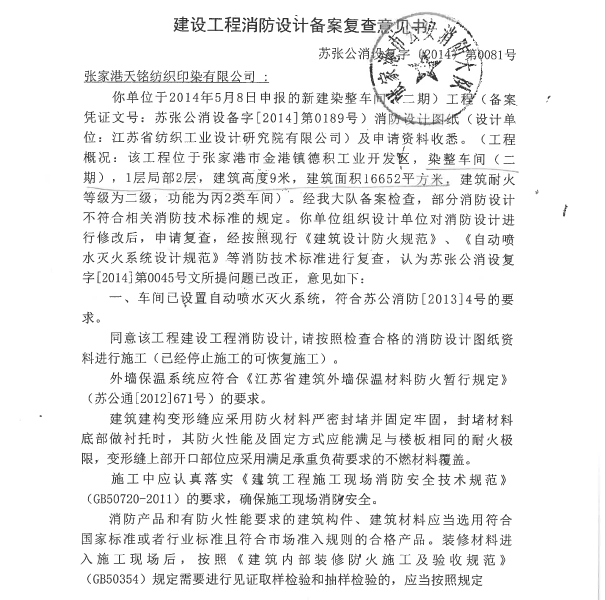 建设工程消防设计备案复查意见书
苏张公消设复字〔2014〕第0081号
张家港天铭纺织印染有限公司：
你单位于2014年5月8日申报的新建染整车间（二期）工程（备案
凭证文号：苏张公消设备字[2014]第0189号）消防设计图纸（设计单
位：江苏省纺织工业设计研究院有限公司）及申请资料收悉。（工程
概况：该工程位于张家港市金港镇德积工业开发区，染整车间（二
期），1层局部2层，建筑高度9米，建筑面积16652平方米，建筑耐火
等级为二级，功能为丙2类车间）。经我大队备案检查，部分消防设计
不符合相关消防技术标准的规定。你单位组织设计单位对消防设计进
行修改后，申请复查，经按照现行《建筑设计防火规范》、《自动喷
水灭火系统设计规范》等消防技术标准进行复查，认为苏张公消设复
字[2014]第0045号文所提问题已改正，意见如下：
一、车间已设置自动喷水灭火系统，符合苏公消防[2013]4号的要
求。
同意该工程建设工程消防设计,请按照检查合格的消防设计图纸资
料进行施工（已经停止施工的可恢复施工）。
外墙保温系统应符合《江苏省建筑外墙保温材料防火暂行规定》
（苏公通[2012]671号）的要求。
建筑建构变形缝应采用防火材料严密封堵并固定牢固，封堵材料
底部做衬托时，其防火性能及固定方式应能满足与楼板相同的耐火极
限，变形缝上部开口部位应采用满足承重负荷要求的不燃材料覆盖。
施工中应认真落实《建筑工程施工现场消防安全技术规范》
（GB50720-2011）的要求，确保施工现场消防安全。
消防产品和有防火性能要求的建筑构件、建筑材料应当选用符合
国家标准或者行业标准且符合市场准入规则的合格产品。装修材料进
入施工现场后，按照《建筑内部装修防火施工及验收规范》
（GB50354）规定需要进行见证取样检验和抽样检验的，应当按照规定
张家港市公安消防大队